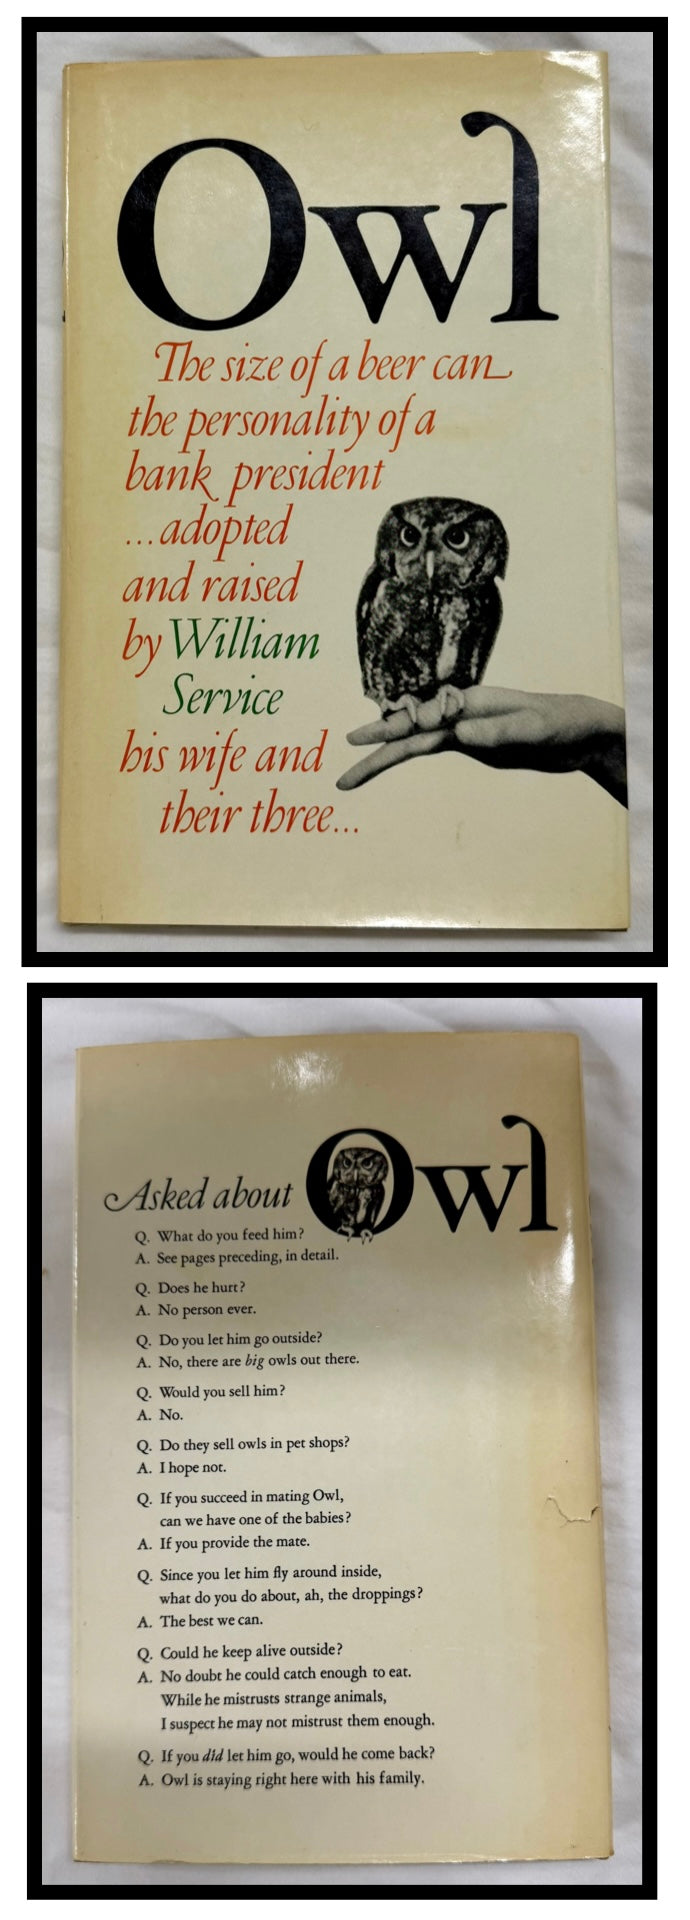 Owl
The size of a beer can
the personality of a
bank president
...adopted
and raised
by William
Service
his wife and
their three...
Asked about Owl
Q. What do you feed him?
A. See pages preceding, in detail.
Q. Does he hurt?
A. No person ever.
Q. Do you let him go outside?
A. No, there are big owls out there.
Q. Would you sell him?
A. No.
Q. Do they sell owls in pet shops?
A. I hope not.
Q. If you succeed in mating Owl,
can we have one of the babies?
A. If you provide the mate.
Q. Since you let him fly around inside,
what do you do about, ah, the droppings?
A. The best we can.
Q. Could he keep alive outside?
A. No doubt he could catch enough to eat.
While he mistrusts strange animals,
I suspect he may not mistrust them enough.
Q. If you did let him go, would he come back?
A. Owl is staying right here with his family.